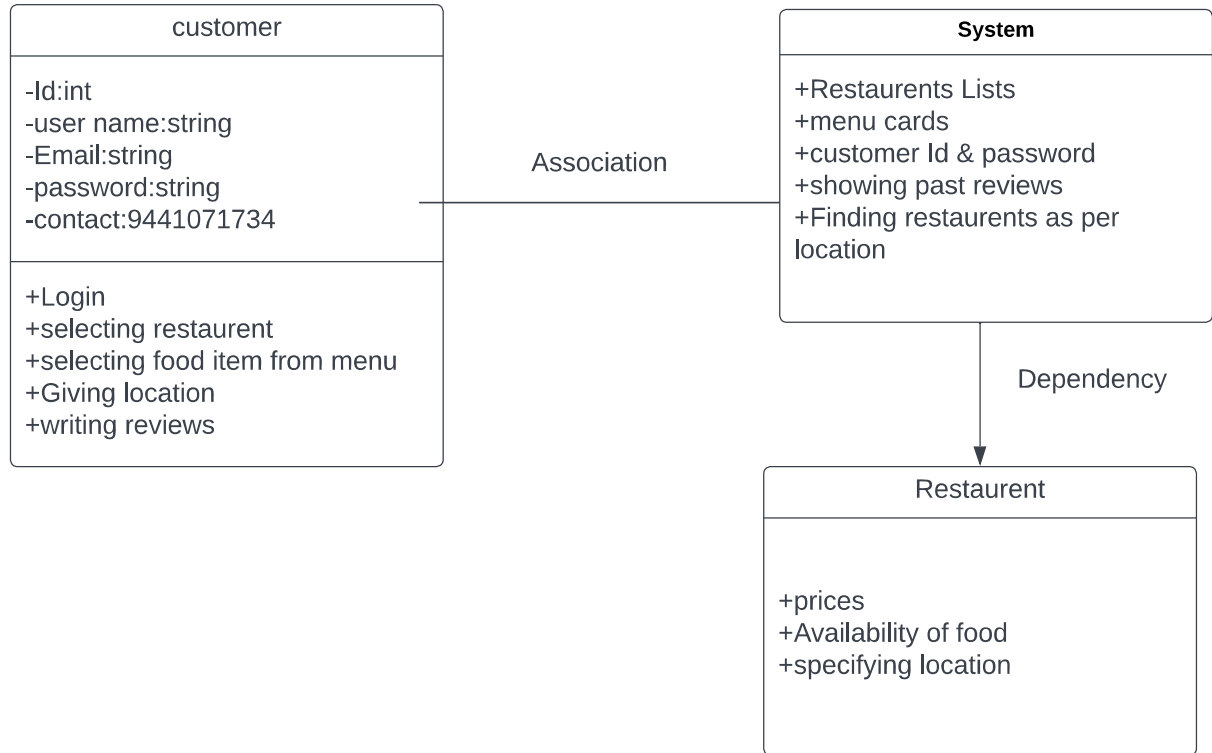 customer
-Id:int
-user name:string
-Email:string
-password:string
-contact:9441071734
+Login
+selecting restaurent
+selecting food item from menu
+Giving location
+writing reviews
Association
System
+Restaurents Lists
+menu cards
+customer Id & password
+showing past reviews
+Finding restaurents as per
location
Dependency
Restaurent
+prices
+Availability of food
+specifying location